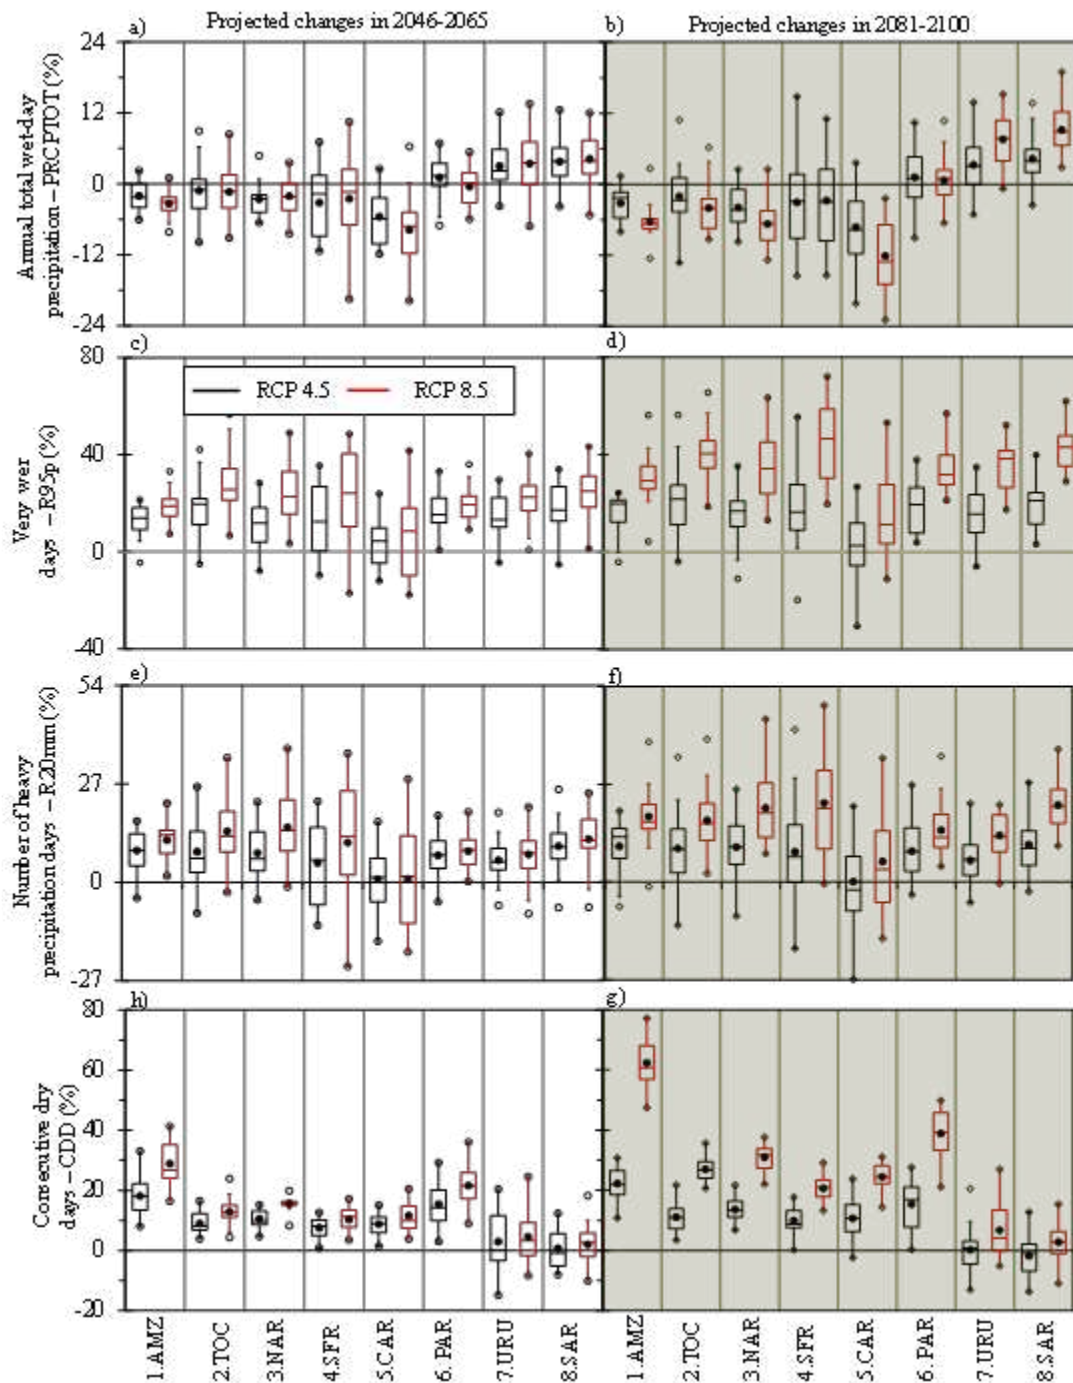 Projected changes in 2046-2065
Projected changes in 2081-2100
a)
b)
Annual total wet-day
precipitation – PRCPTOT (%)
24
12
0
-12
-24
c)
d)
Very wer
days – R95p (%)
80
40
0
-40
RCP 4.5
RCP 8.5
e)
f)
Number of heavy
precipitation days – R20mm (%)
54
27
0
-27
h)
g)
Consecutive dry
days – CDD (%)
80
60
40
20
0
-20
1.AMZ
2.TOC
3.NAR
4.SFR
5.CAR
6.PAR
7.URU
8.SAR
1.AMZ
2.TOC
3.NAR
4.SFR
5.CAR
6.PAR
7.URU
8.SAR